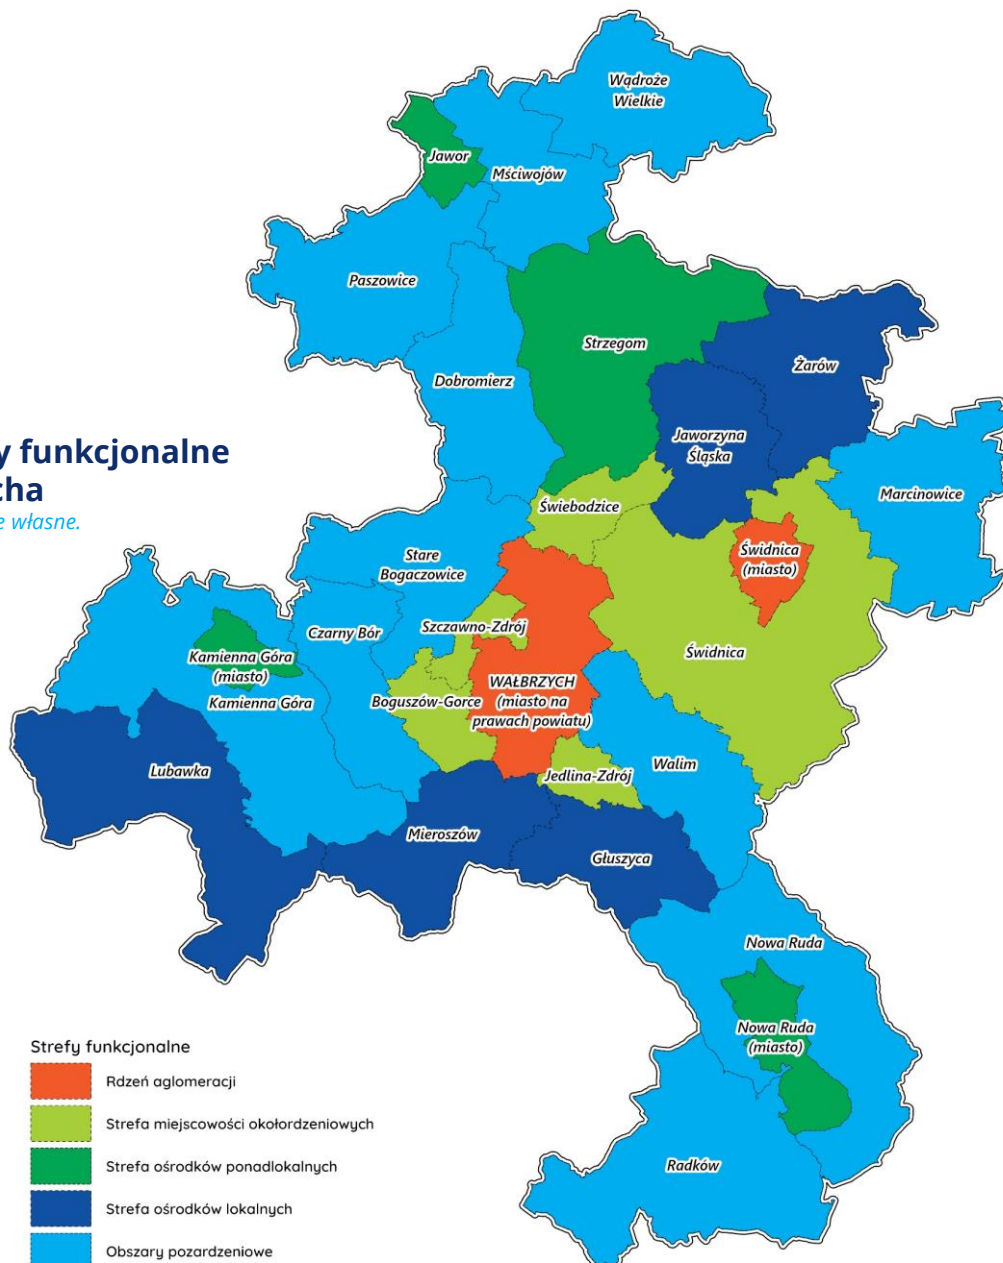 Wądroże
Wielkie
Jawor
Mściwojów
Paszowice
Strzegom
Żarów
Dobromierz
Jaworzyna
Śląska
y funkcjonalne
cha
e własne.
Marcinowice
Świebodzice
Stare
Bogaczowice
Świdnica
(miasto)
Szczawno-Zdrój
Czarny Bór
Kamienna Góra
(miasto)
Świdnica
Kamienna Góra
Boguszów-Gorce
WAŁBRZYCH
(miasto na
prawach powiatu)
Lubawka
Jedlina-Zdrój
Walim
Mieroszów
Głuszyca
Nowa Ruda
Nowa Ruda
(miasto)
Radków
Strefy funkcjonalne
Rdzeń aglomeracji
Strefa miejscowości okołordzeniowych
Strefa ośrodków ponadlokalnych
Strefa ośrodków lokalnych
Obszary pozardzeniowe